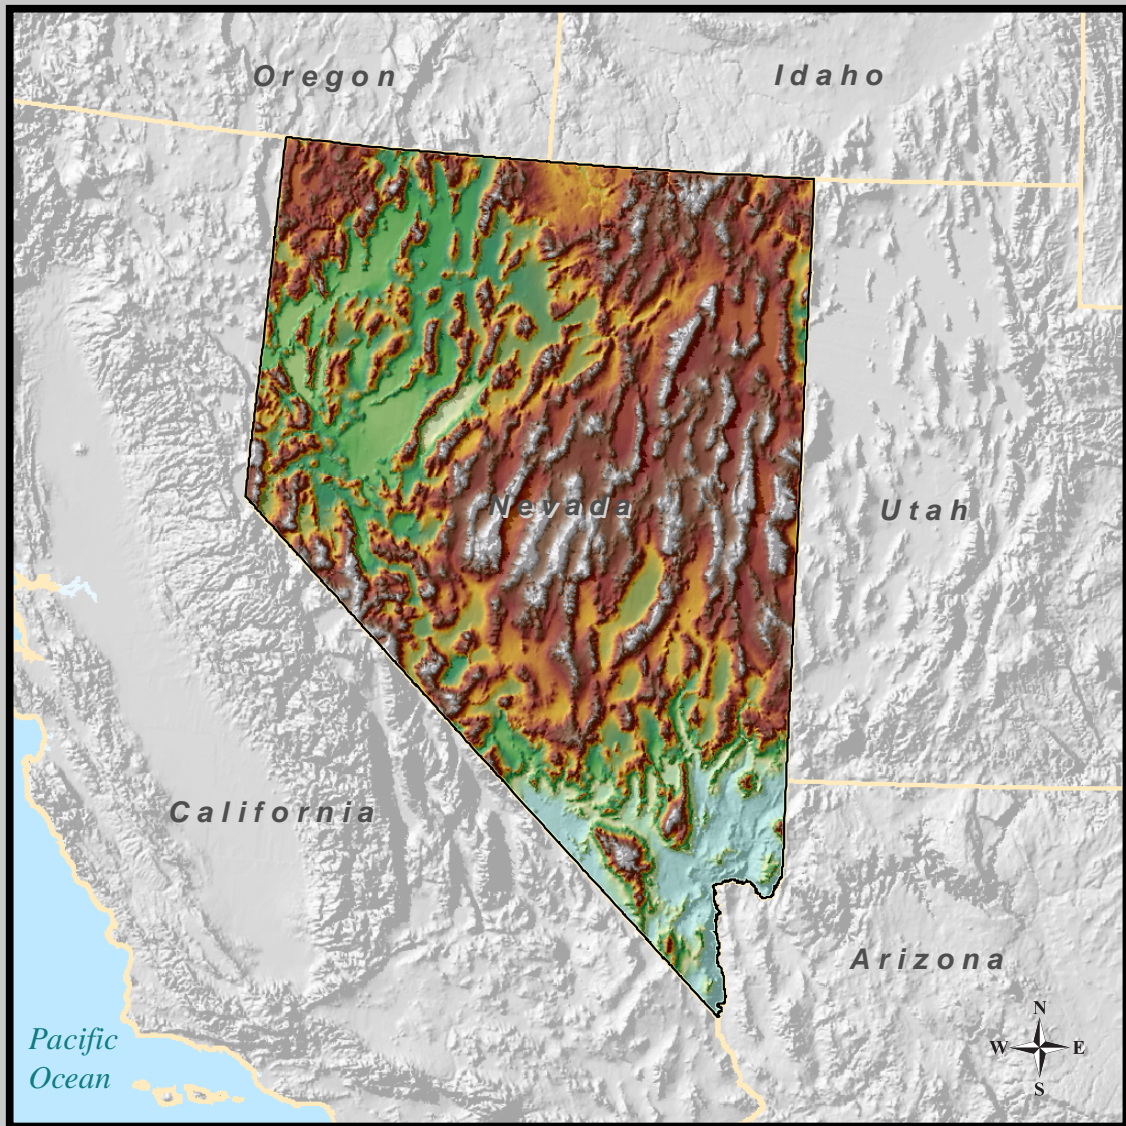 Oregon
Idaho
Nevada
Utah
California
Arizona
Pacific
Ocean
N
W E
S